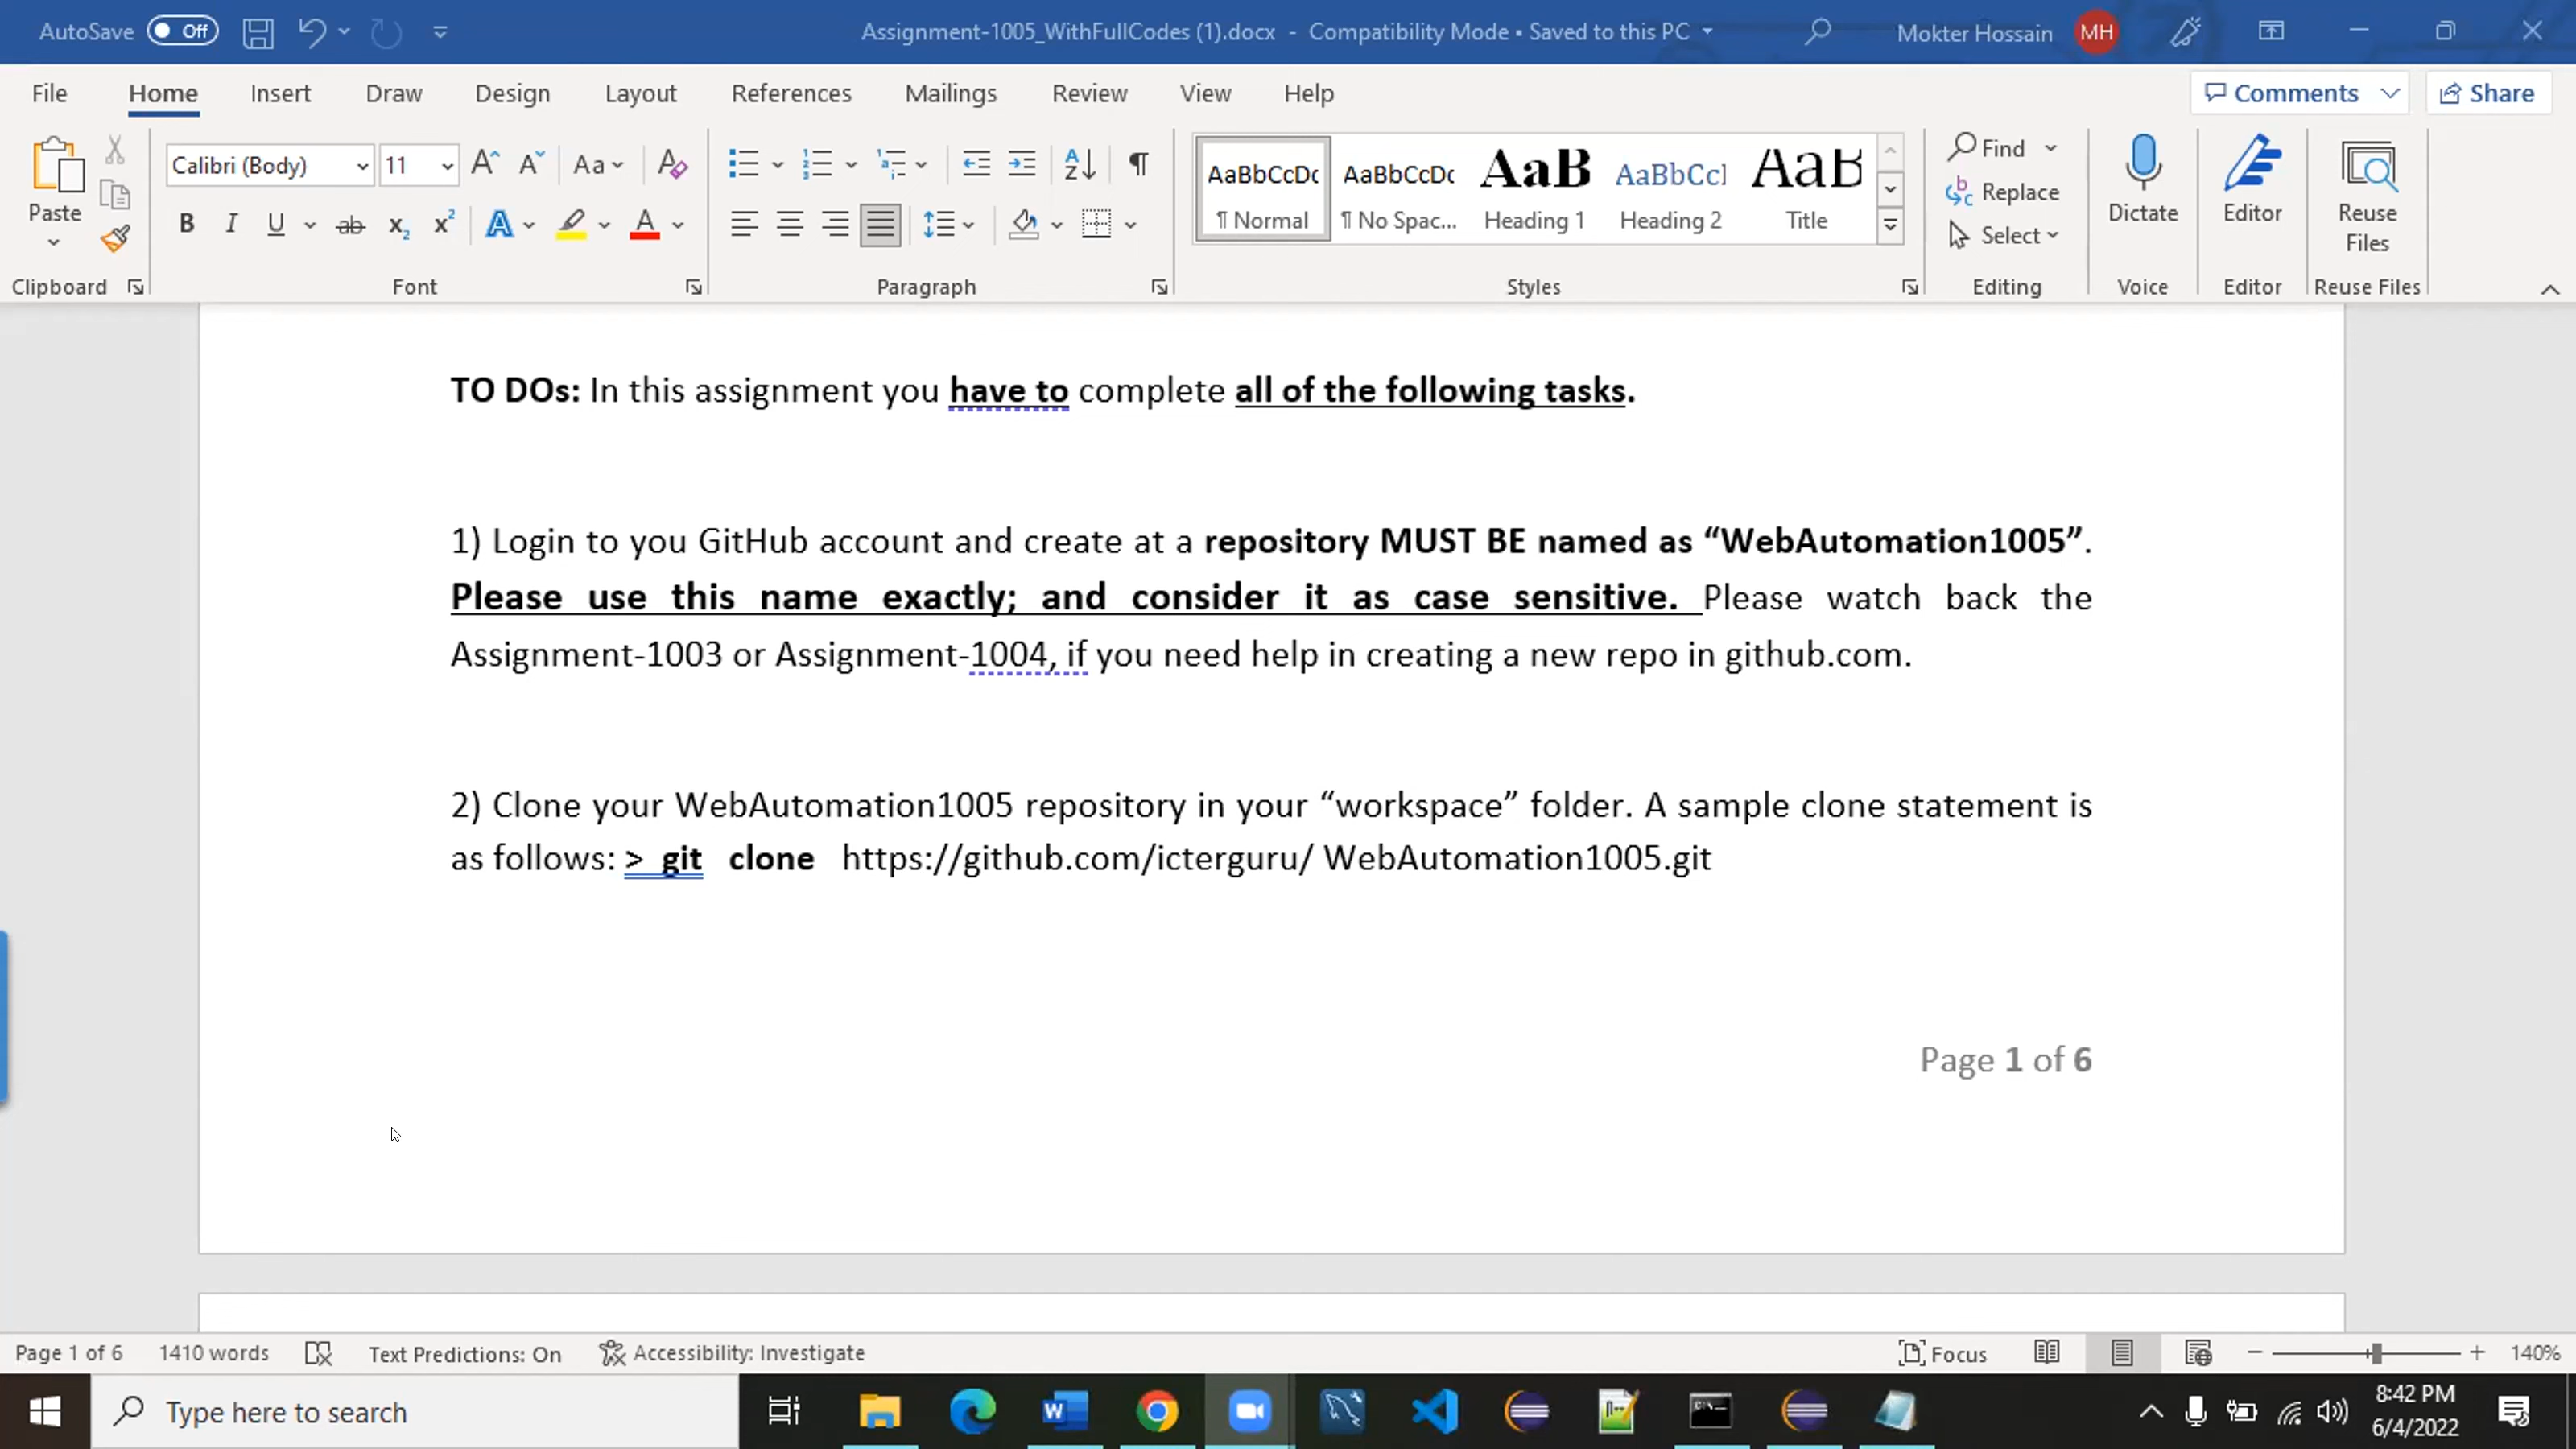 AutoSave Off Assignment-1005_WithFullCodes (1).docx - Compatibility Mode • Saved to this PC Mokter Hossain MH
File Home Insert Draw Design Layout References Mailings Review View Help Comments Share
Paste
Clipboard
Calibri (Body) 11
Font
Paragraph
AaBbCcDc AaBbCcDc AaB AaBbCcl AaB
¶ Normal ¶ No Spac... Heading 1 Heading 2 Title
Styles
Find
Replace
Select
Editing
Dictate
Voice
Editor
Editor
Reuse
Files
Reuse Files
TO DOs: In this assignment you have to complete all of the following tasks.
1) Login to you GitHub account and create at a repository MUST BE named as “WebAutomation1005”.
Please use this name exactly; and consider it as case sensitive. Please watch back the
Assignment-1003 or Assignment-1004, if you need help in creating a new repo in github.com.
2) Clone your WebAutomation1005 repository in your “workspace” folder. A sample clone statement is
as follows: > git clone https://github.com/icterguru/ WebAutomation1005.git
Page 1 of 6
Page 1 of 6 1410 words Text Predictions: On Accessibility: Investigate Focus 140%
Type here to search
8:42 PM
6/4/2022